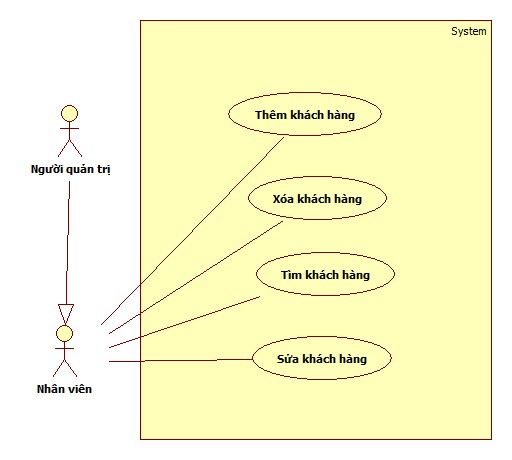 System
Thêm khách hàng
Người quản trị
Xóa khách hàng
Tìm khách hàng
Sửa khách hàng
Nhân viên